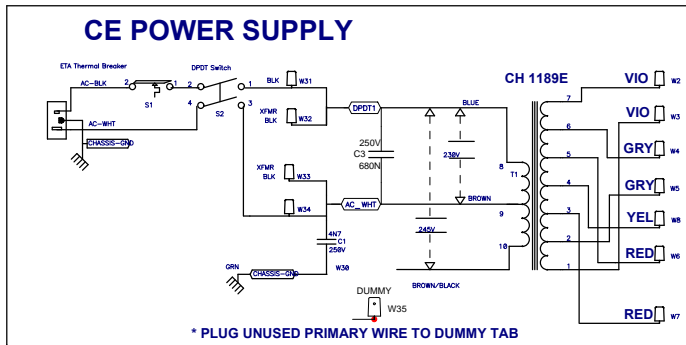 CE POWER SUPPLY
ETA Thermal Breaker
DPDT Switch
AC-BLK
2
1
S1
2
1
4
3
S2
AC-WHT
CHASSIS-GND
BLK
W31
XFMR
BLK
W32
DPDT1
BLUE
250V
C3
680N
230V
XFMR
BLK
W33
W34
AC_WHT
BROWN
4N7
C1
250V
W30
GRN
CHASSIS-GND
245V
BROWN/BLACK
8
T1
9
10
CH 1189E
7
6
5
4
3
2
1
VIO
W2
VIO
W3
GRY
W4
GRY
W5
YEL
W8
RED
W6
RED
W7
DUMMY
W35
* PLUG UNUSED PRIMARY WIRE TO DUMMY TAB